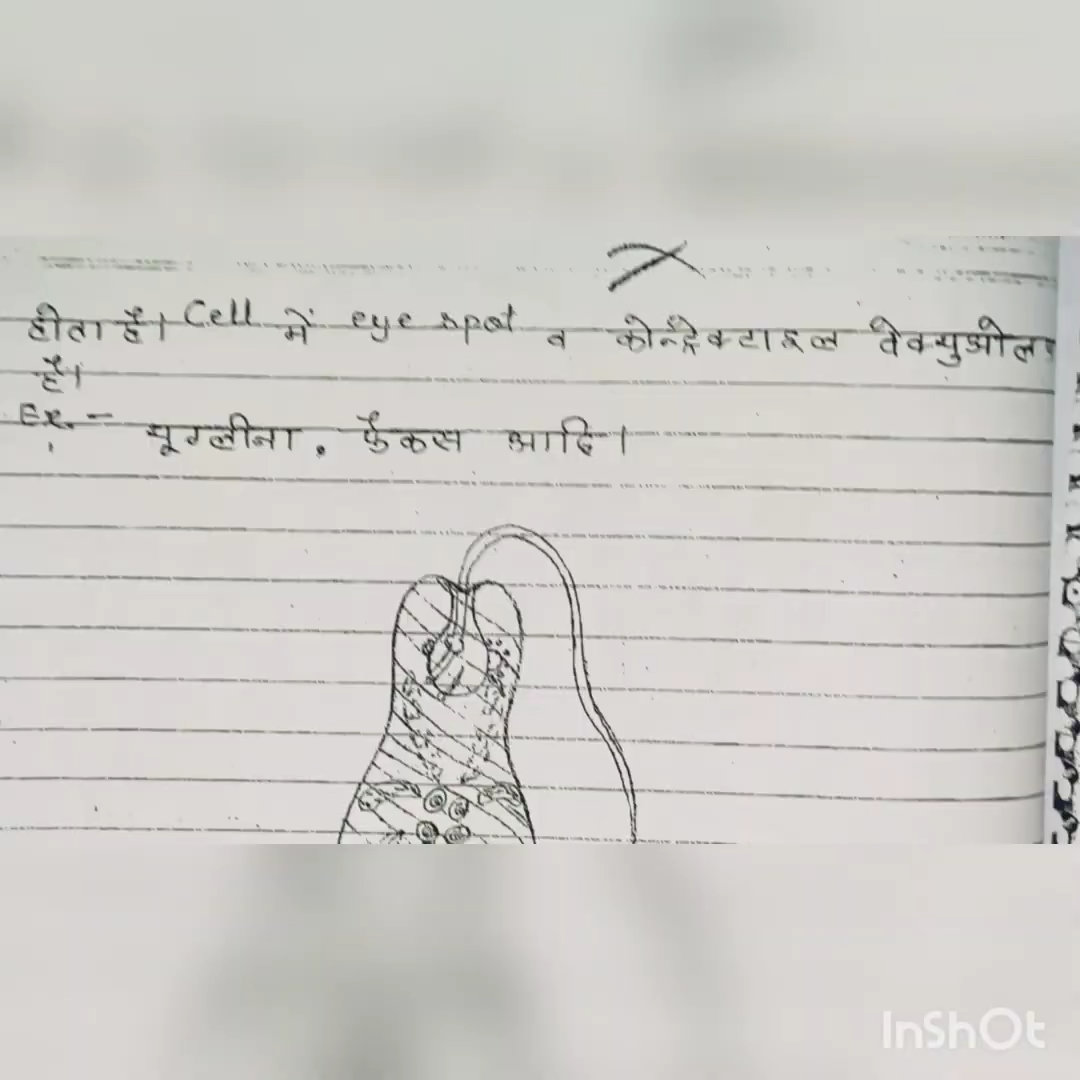 होता है। Cell में eye spot व कोन्ट्रेक्टाइल वेक्युओल
है।
Ex. - यूग्लीना, फैकस आदि।
InShOt